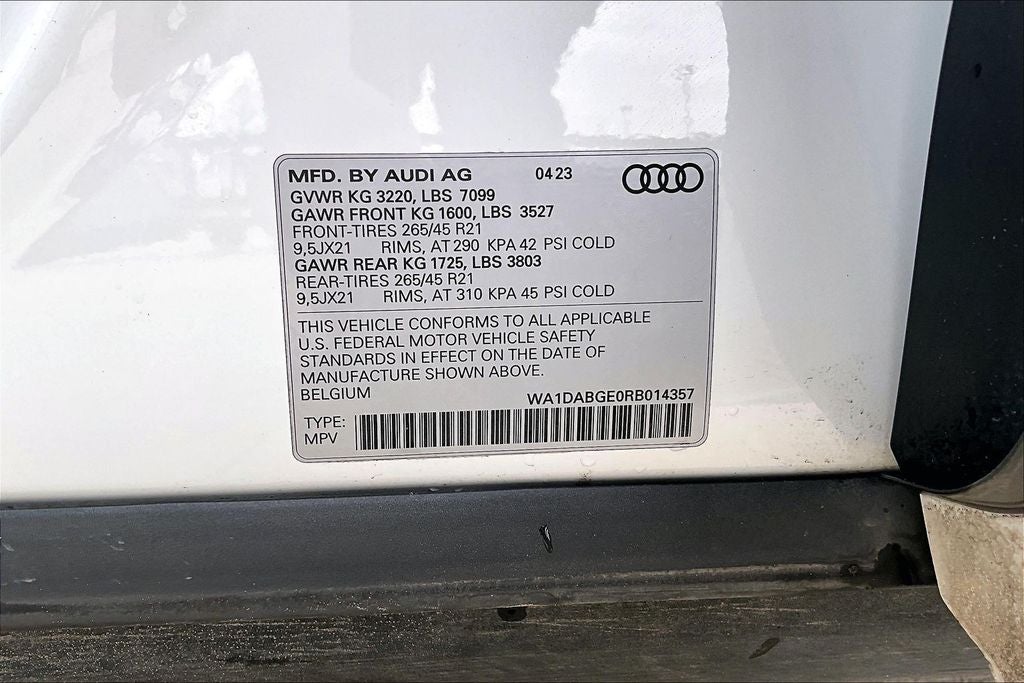 MFD. BY AUDI AG 0423
GVWR KG 3220, LBS 7099
GAWR FRONT KG 1600, LBS 3527
FRONT-TIRES 265/45 R21
9,5JX21 RIMS, AT 290 KPA 42 PSI COLD
GAWR REAR KG 1725, LBS 3803
REAR-TIRES 265/45 R21
9,5JX21 RIMS, AT 310 KPA 45 PSI COLD
THIS VEHICLE CONFORMS TO ALL APPLICABLE
U.S. FEDERAL MOTOR VEHICLE SAFETY
STANDARDS IN EFFECT ON THE DATE OF
MANUFACTURE SHOWN ABOVE.
BELGIUM WA1DABGE0RB014357
TYPE:
MPV